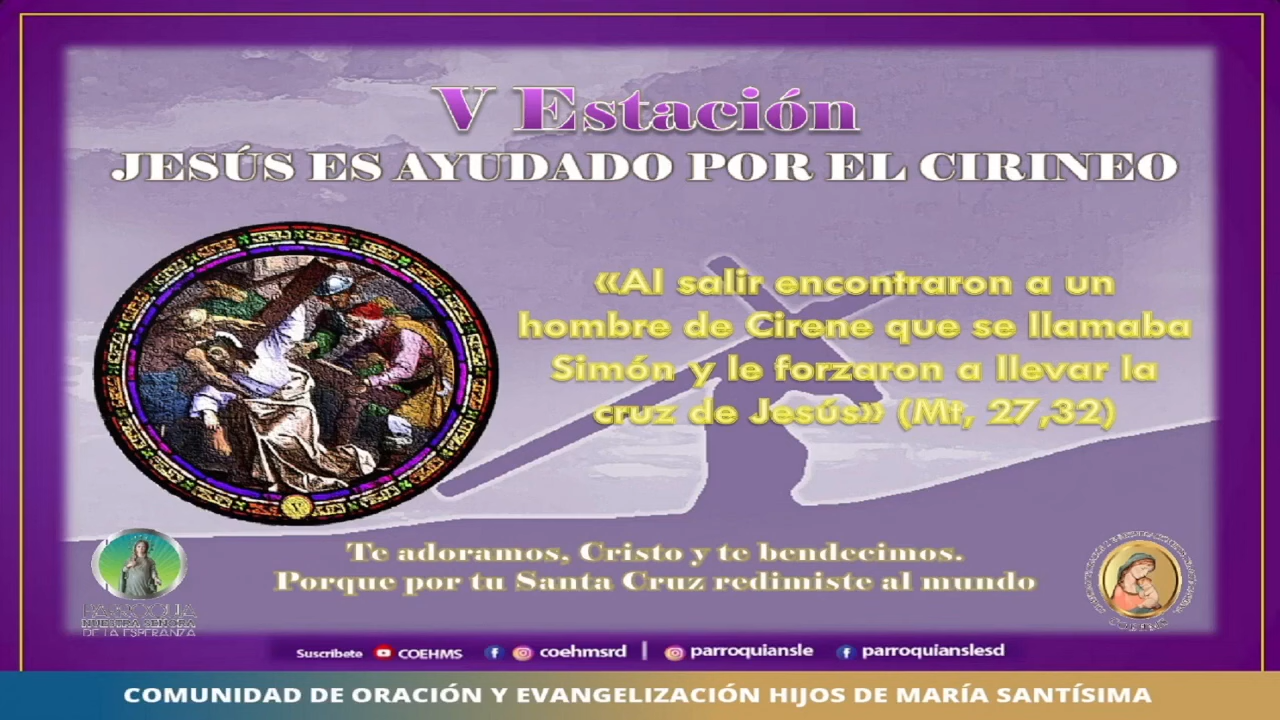 V Estación
JESÚS ES AYUDADO POR EL CIRINEO
«Al salir encontraron a un
hombre de Cirene que se llamaba
Simón y le forzaron a llevar la
cruz de Jesús» (Mt, 27,32)
V
Te adoramos, Cristo y te bendecimos.
Porque por tu Santa Cruz redimiste al mundo
PARROQUIA
NUESTRA SEÑORA
DE LA ESPERANZA
COEHMS
Suscribete COEHMS coehmsrd | parroquiansle parroquianslesd
COMUNIDAD DE ORACIÓN Y EVANGELIZACIÓN HIJOS DE MARÍA SANTÍSIMA